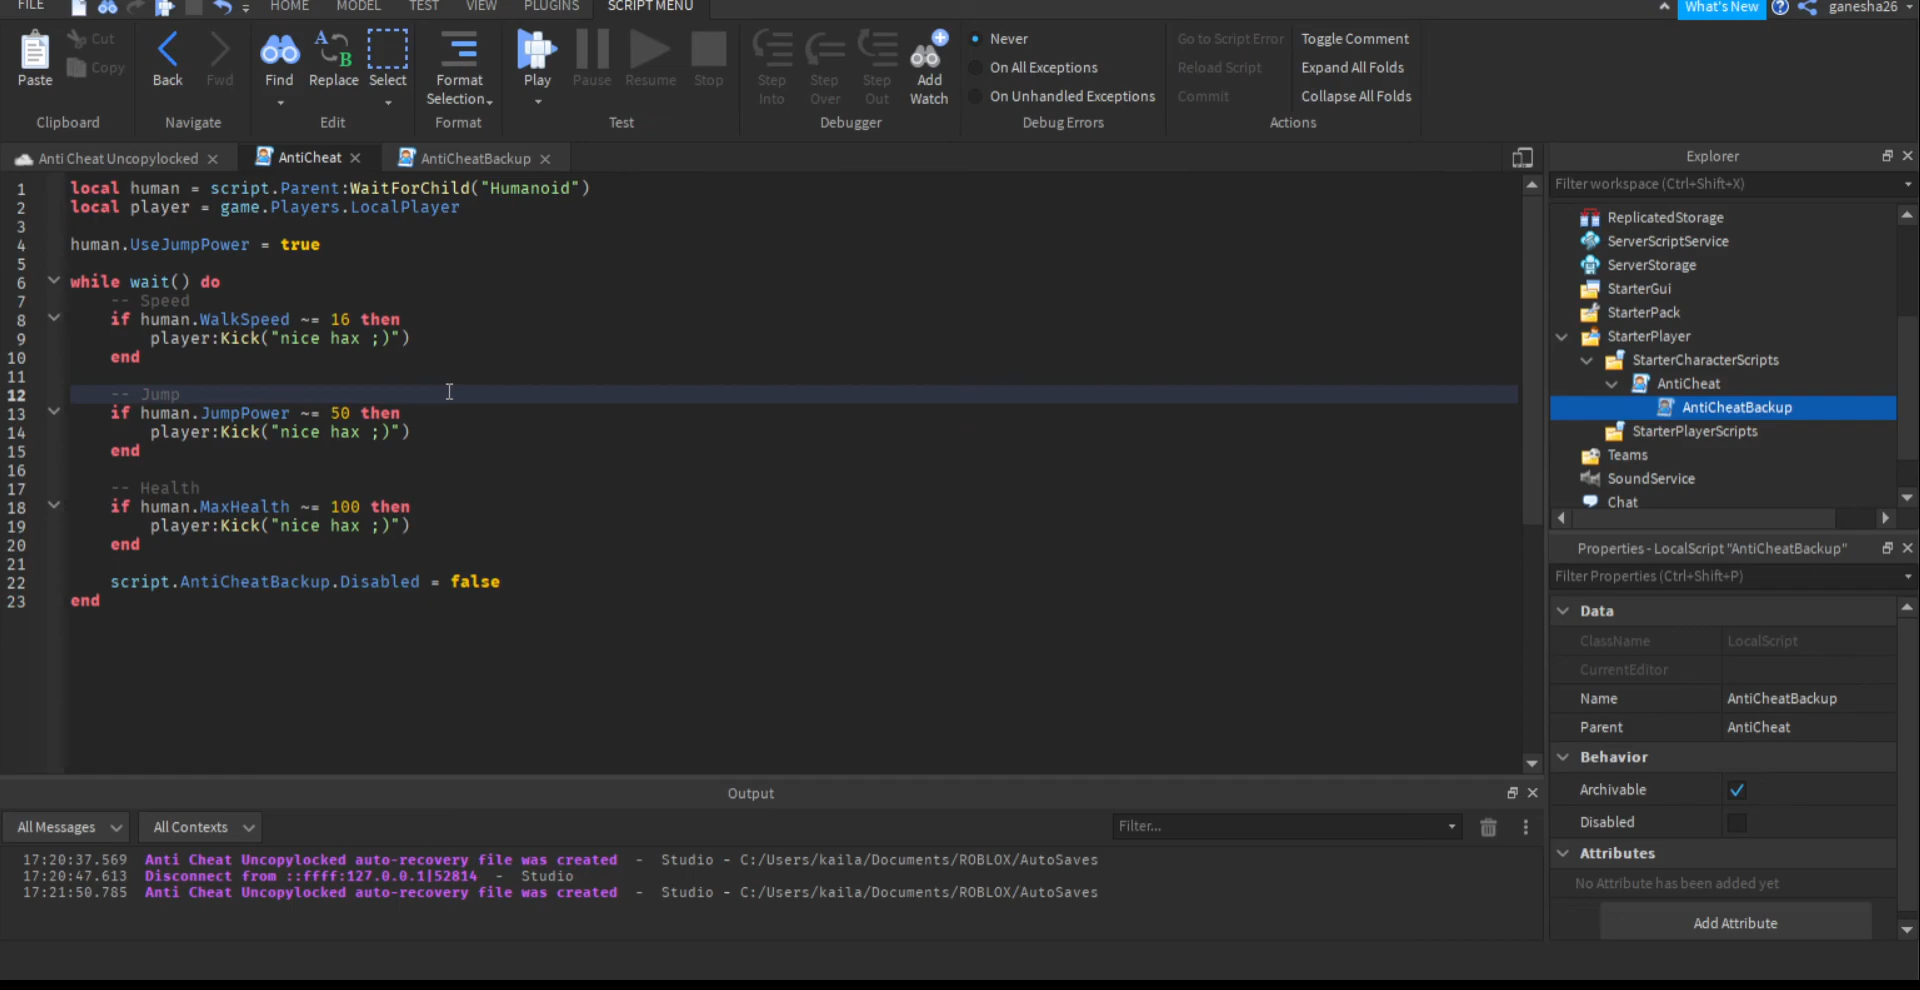 FILE
HOME
MODEL
TEST
VIEW
PLUGINS
SCRIPT MENU
What's New
ganesha26
Paste
Cut
Copy
Clipboard
Back
Fwd
Navigate
Find
Replace
Select
Edit
Format
Selection
Format
Play
Pause
Resume
Stop
Test
Step
Into
Step
Over
Step
Out
Add
Watch
Debugger
Never
On All Exceptions
On Unhandled Exceptions
Debug Errors
Go to Script Error
Reload Script
Commit
Toggle Comment
Expand All Folds
Collapse All Folds
Actions
Anti Cheat Uncopylocked
AntiCheat
AntiCheatBackup
1 local human = script.Parent:WaitForChild("Humanoid")
2 local player = game.Players.LocalPlayer
3
4 human.UseJumpPower = true
5
6 while wait() do
7 -- Speed
8 if human.WalkSpeed ~= 16 then
9 player:Kick("nice hax ;)")
10 end
11
12 -- Jump
13 if human.JumpPower ~= 50 then
14 player:Kick("nice hax ;)")
15 end
16
17 -- Health
18 if human.MaxHealth ~= 100 then
19 player:Kick("nice hax ;)")
20 end
21
22 script.AntiCheatBackup.Disabled = false
23 end
Output
All Messages
All Contexts
Filter...
17:20:37.569 Anti Cheat Uncopylocked auto-recovery file was created - Studio - C:/Users/kaila/Documents/ROBLOX/AutoSaves
17:20:47.613 Disconnect from ::ffff:127.0.0.1|52814 - Studio
17:21:50.785 Anti Cheat Uncopylocked auto-recovery file was created - Studio - C:/Users/kaila/Documents/ROBLOX/AutoSaves
Explorer
Filter workspace (Ctrl+Shift+X)
ReplicatedStorage
ServerScriptService
ServerStorage
StarterGui
StarterPack
StarterPlayer
StarterCharacterScripts
AntiCheat
AntiCheatBackup
StarterPlayerScripts
Teams
SoundService
Chat
Properties - LocalScript "AntiCheatBackup"
Filter Properties (Ctrl+Shift+P)
Data
ClassName LocalScript
CurrentEditor
Name AntiCheatBackup
Parent AntiCheat
Behavior
Archivable
Disabled
Attributes
No Attribute has been added yet
Add Attribute